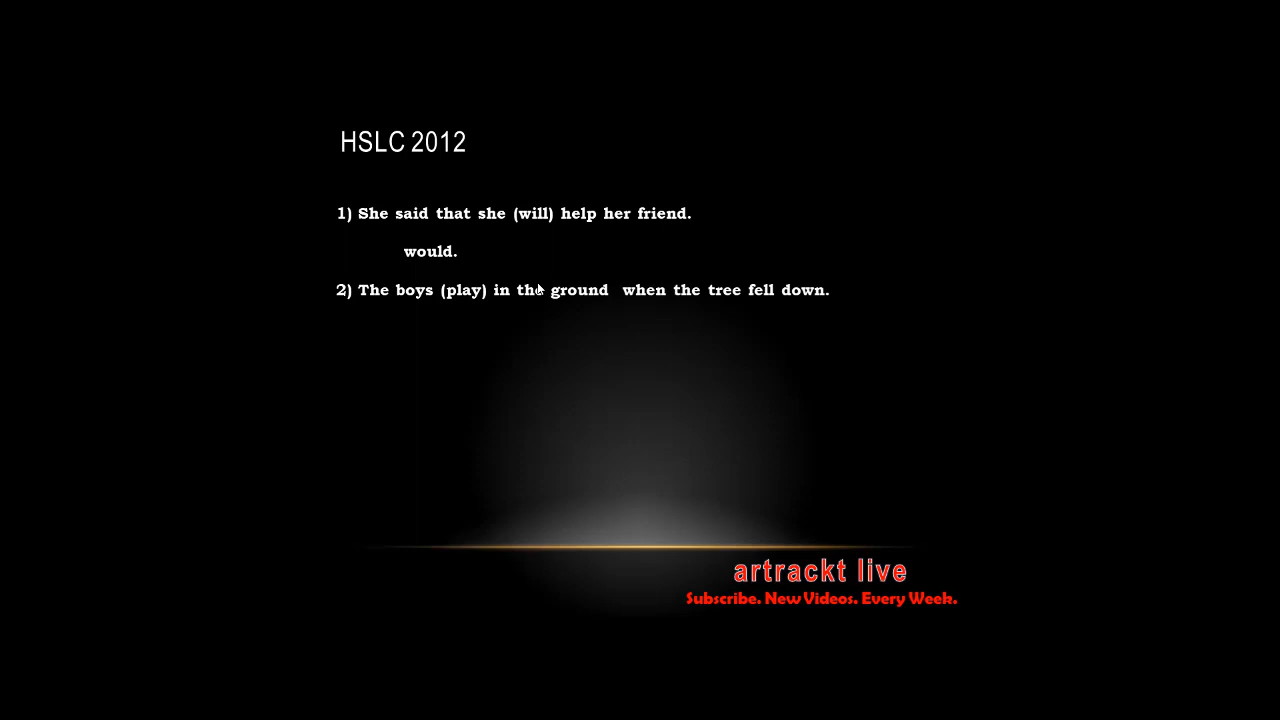 HSLC 2012
1) She said that she (will) help her friend.
would.
2) The boys (play) in the ground when the tree fell down.
artrackt live
Subscribe. New Videos. Every Week.